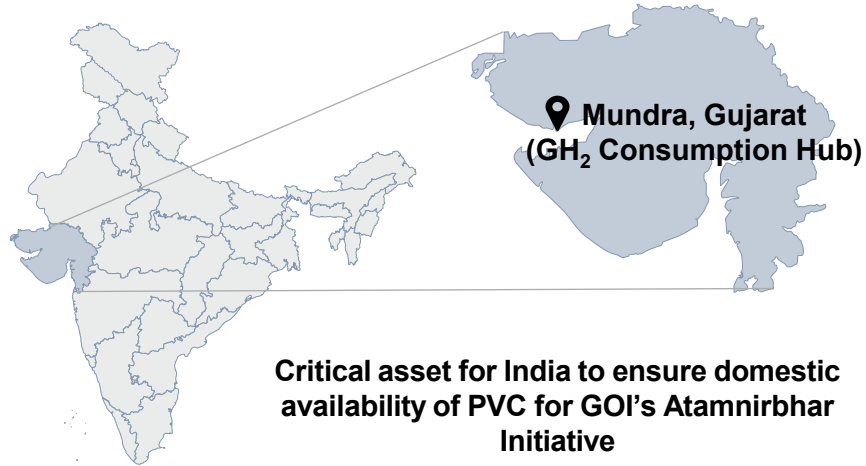 Mundra, Gujarat
(GH₂ Consumption Hub)
Critical asset for India to ensure domestic
availability of PVC for GOI's Atamnirbhar
Initiative